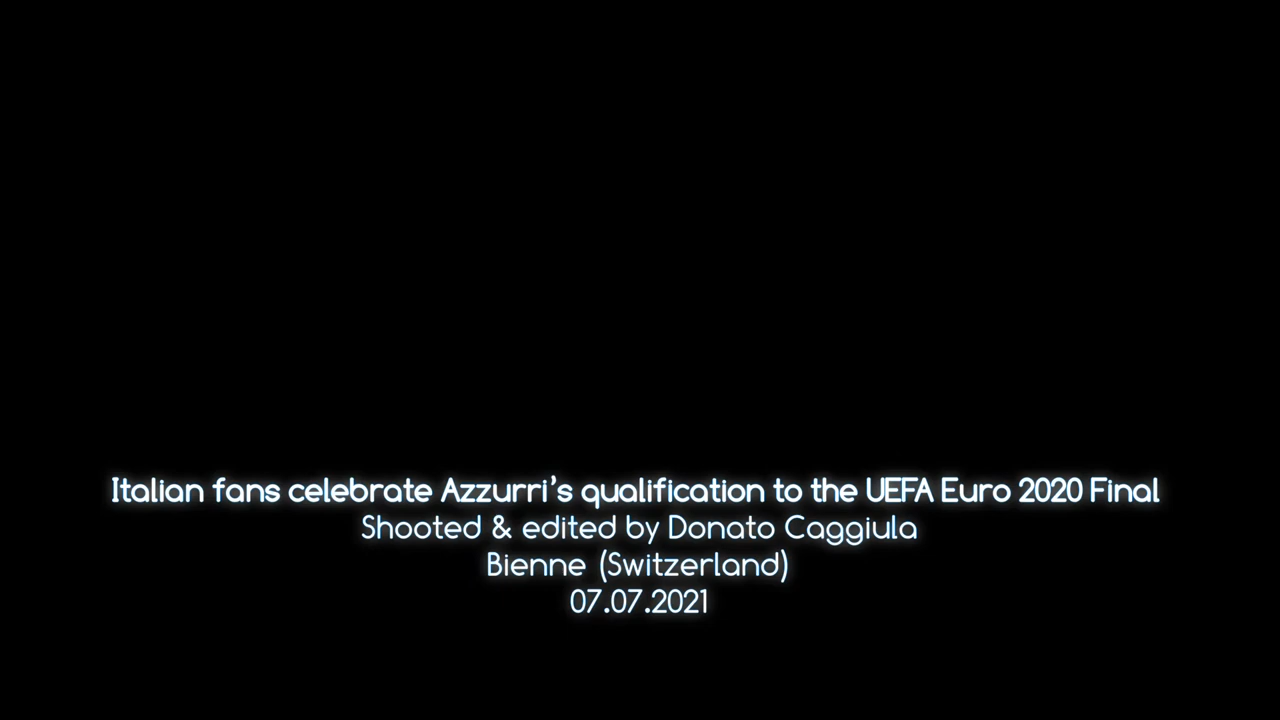 Italian fans celebrate Azzurri's qualification to the UEFA Euro 2020 Final
Shooted & edited by Donato Caggiula
Bienne (Switzerland)
07.07.2021